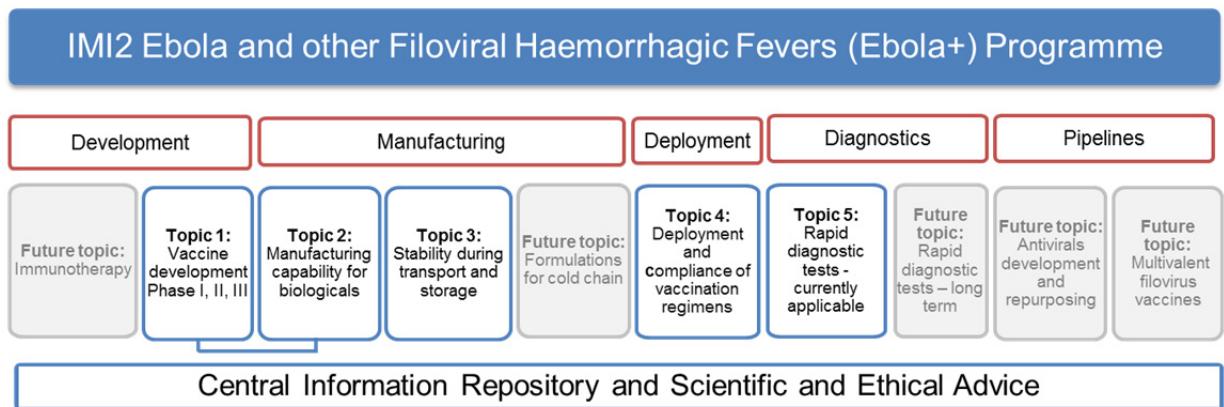 IMI2 Ebola and other Filoviral Haemorrhagic Fevers (Ebola+) Programme
Development
Manufacturing
Deployment
Diagnostics
Pipelines
Future topic:
Immunotherapy
Topic 1:
Vaccine
development
Phase I, II, III
Topic 2:
Manufacturing
capability for
biologicals
Topic 3:
Stability during
transport and
storage
Future topic:
Formulations
for cold chain
Topic 4:
Deployment
and
compliance of
vaccination
regimens
Topic 5:
Rapid
diagnostic
tests -
currently
applicable
Future
topic:
Rapid
diagnostic
tests – long
term
Future topic:
Antivirals
development
and
repurposing
Future
topic:
Multivalent
filovirus
vaccines
Central Information Repository and Scientific and Ethical Advice